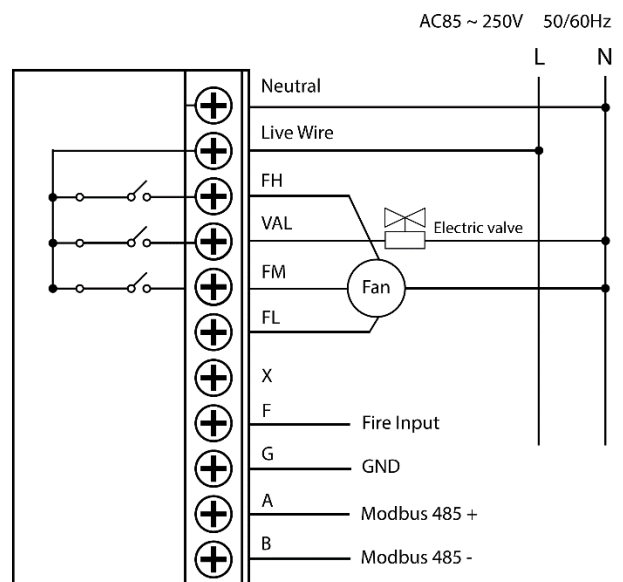 AC85 ~ 250V 50/60Hz
L N
Neutral
Live Wire
FH
VAL
Electric valve
FM
Fan
FL
X
F
Fire Input
G
GND
A
Modbus 485 +
B
Modbus 485 -